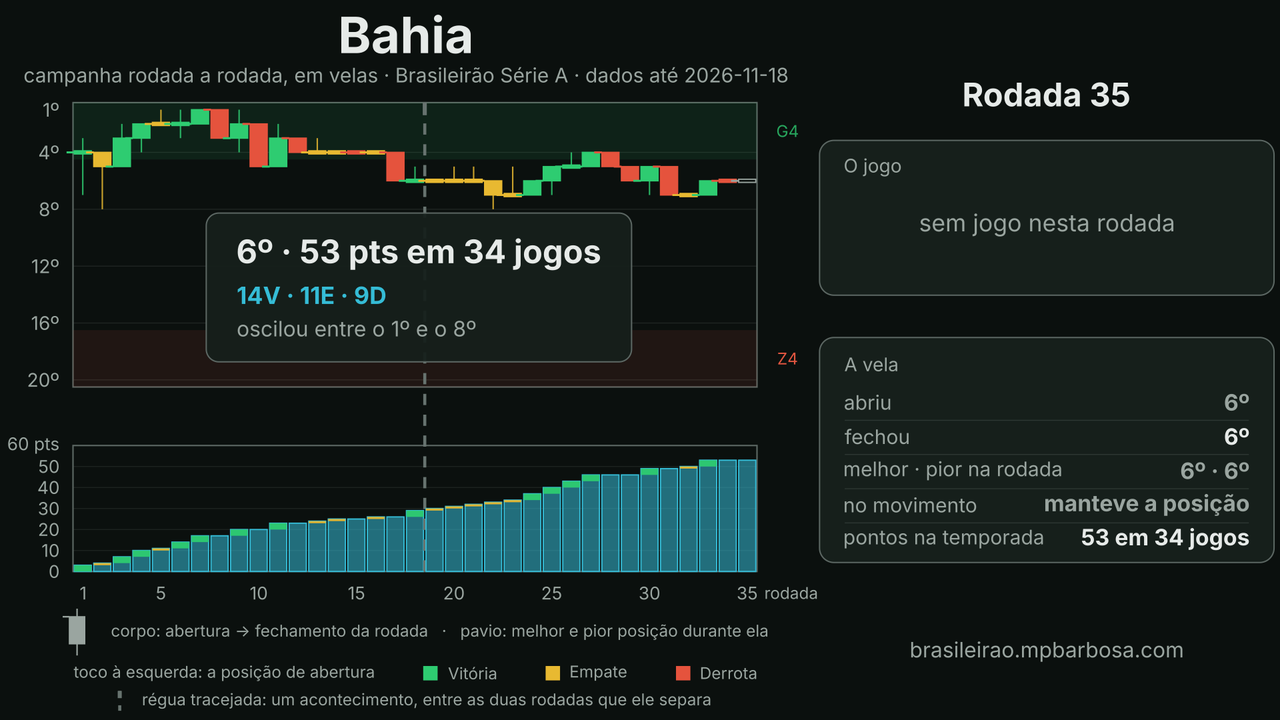 Bahia
campanha rodada a rodada, em velas · Brasileirão Série A · dados até 2026-11-18
1º
4º
8º
12º
16º
20º
G4
Z4
6º · 53 pts em 34 jogos
14V · 11E · 9D
oscilou entre o 1º e o 8º
60 pts
50
40
30
20
10
0
1 5 10 15 20 25 30 35 rodada
corpo: abertura → fechamento da rodada · pavio: melhor e pior posição durante ela
toco à esquerda: a posição de abertura Vitória Empate Derrota
régua tracejada: um acontecimento, entre as duas rodadas que ele separa
Rodada 35
O jogo
sem jogo nesta rodada
A vela
abriu 6º
fechou 6º
melhor · pior na rodada 6º · 6º
no movimento manteve a posição
pontos na temporada 53 em 34 jogos
brasileirao.mpbarbosa.com